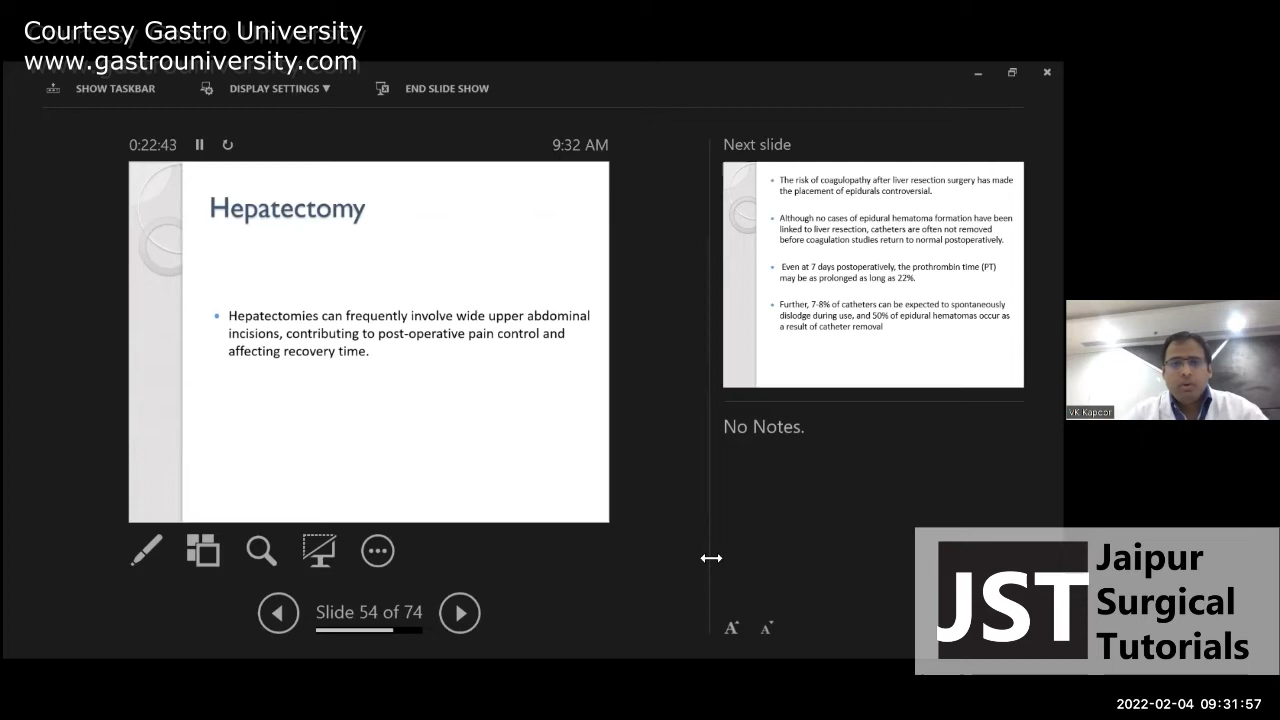 Courtesy Gastro University
www.gastrouniversity.com
SHOW TASKBAR
DISPLAY SETTINGS ▼
END SLIDE SHOW
0:22:43
9:32 AM
Hepatectomy
• Hepatectomies can frequently involve wide upper abdominal
incisions, contributing to post-operative pain control and
affecting recovery time.
Slide 54 of 74
Next slide
• The risk of coagulopathy after liver resection surgery has made
the placement of epidurals controversial.
• Although no cases of epidural hematoma formation have been
linked to liver resection, catheters are often not removed
before coagulation studies return to normal postoperatively.
• Even at 7 days postoperatively, the prothrombin time (PT)
may be as prolonged as long as 22%.
• Further, 7-8% of catheters can be expected to spontaneously
dislodge during use, and 50% of epidural hematomas occur as
a result of catheter removal
No Notes.
A A
VK Kapoor
JST
Jaipur
Surgical
Tutorials
2022-02-04 09:31:57